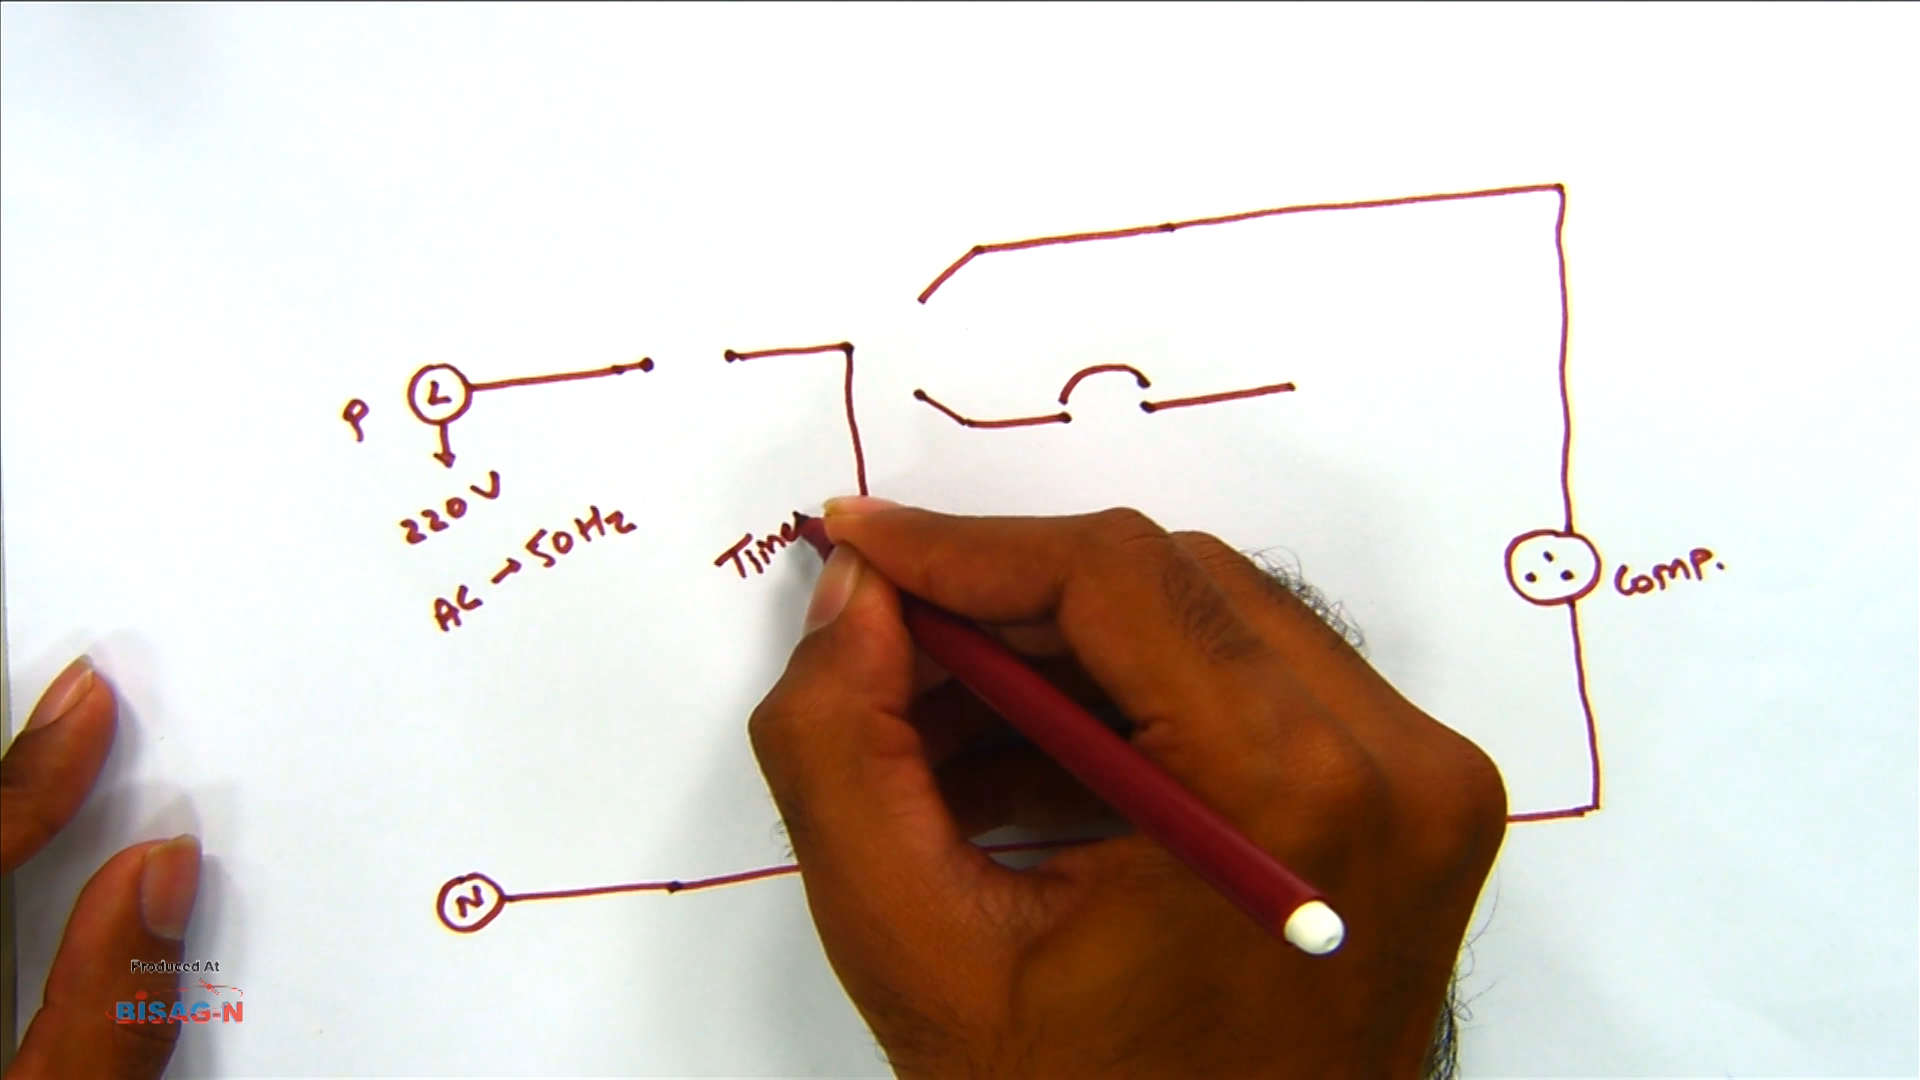 P
L
220V
AC → 50Hz
Time
Comp.
N
Produced At
BISAG-N